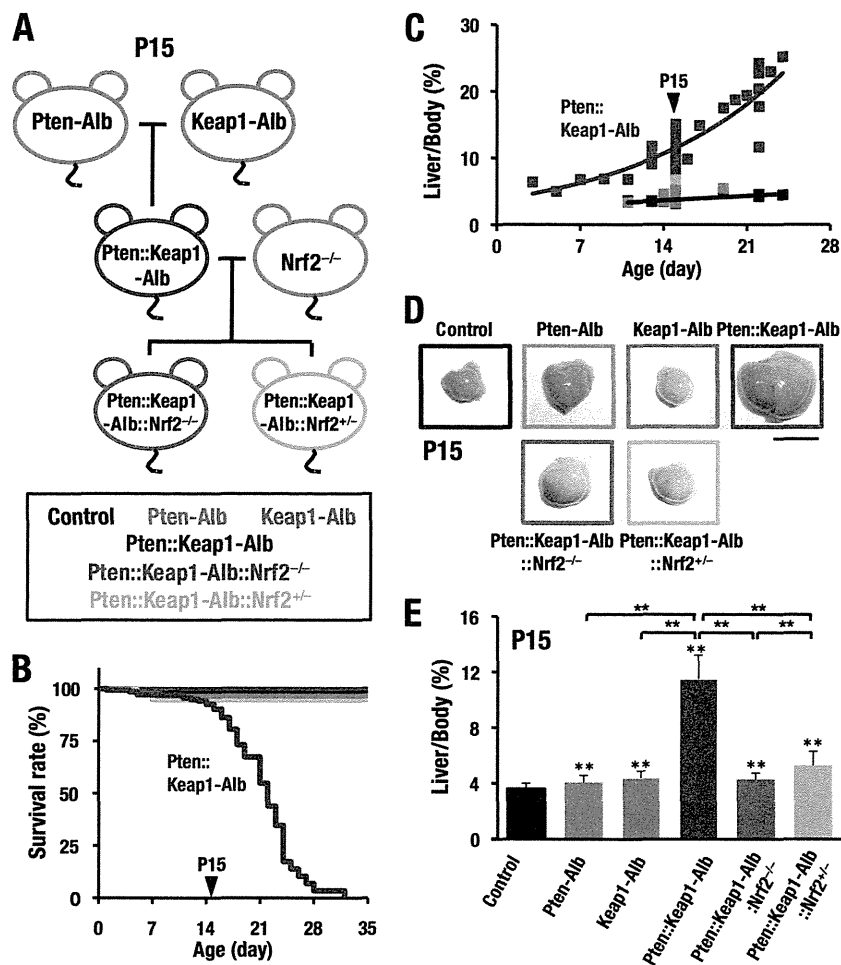 A
P15
Pten-Alb
Keap1-Alb
Pten::Keap1
-Alb
Nrf2–/–
Pten::Keap1
-Alb::Nrf2–/–
Pten::Keap1
-Alb::Nrf2+/–
Control Pten-Alb Keap1-Alb
Pten::Keap1-Alb
Pten::Keap1-Alb::Nrf2–/–
Pten::Keap1-Alb::Nrf2+/–
B
Survival rate (%)
100
75
50
25
0
Pten::
Keap1-Alb
P15
0 7 14 21 28 35
Age (day)
C
Liver/Body (%)
30
20
10
0
P15
Pten::
Keap1-Alb
0 7 14 21 28
Age (day)
D
Control Pten-Alb Keap1-Alb Pten::Keap1-Alb
P15
Pten::Keap1-Alb
::Nrf2–/–
Pten::Keap1-Alb
::Nrf2+/–
E
P15
Liver/Body (%)
16
12
8
4
0
** **
** ** **
** ** ** ** **
Control
Pten-Alb
Keap1-Alb
Pten::Keap1-Alb
Pten::Keap1-Alb
::Nrf2–/–
Pten::Keap1-Alb
::Nrf2+/–